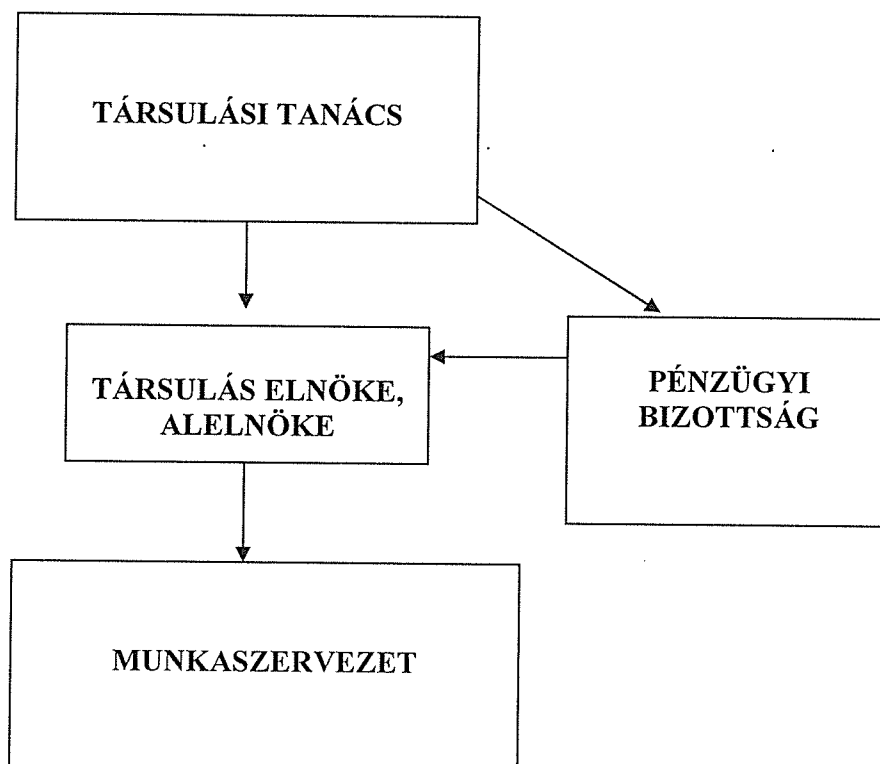 TÁRSULÁSI TANÁCS
TÁRSULÁS ELNÖKE,
ALELNÖKE
PÉNZÜGYI
BIZOTTSÁG
MUNKASZERVEZET